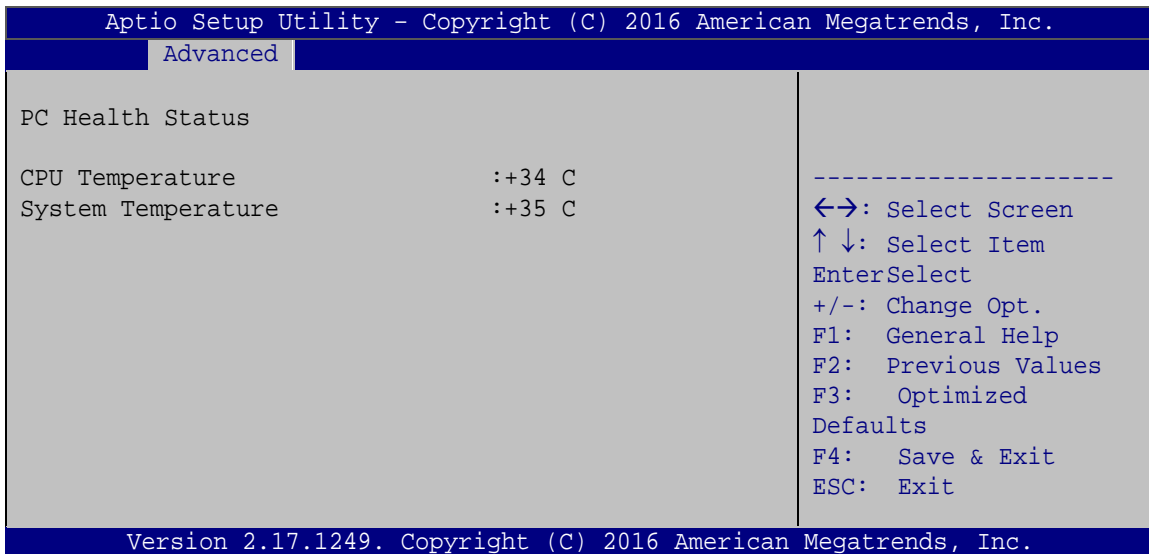 Aptio Setup Utility – Copyright (C) 2016 American Megatrends, Inc.
Advanced
PC Health Status
CPU Temperature :+34 C
System Temperature :+35 C
---------------------
←→: Select Screen
↑ ↓: Select Item
EnterSelect
+/-: Change Opt.
F1: General Help
F2: Previous Values
F3: Optimized
Defaults
F4: Save & Exit
ESC: Exit
Version 2.17.1249. Copyright (C) 2016 American Megatrends, Inc.